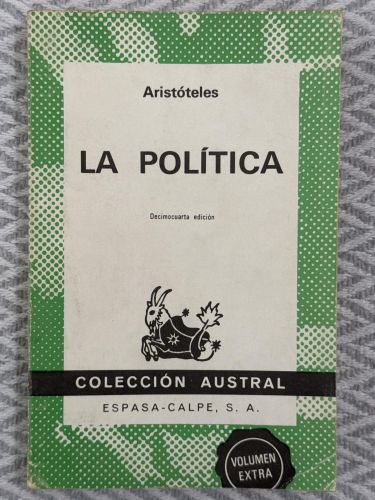 Aristóteles
LA POLÍTICA
Decimocuarta edición
COLECCIÓN AUSTRAL
ESPASA-CALPE, S. A.
VOLUMEN
EXTRA